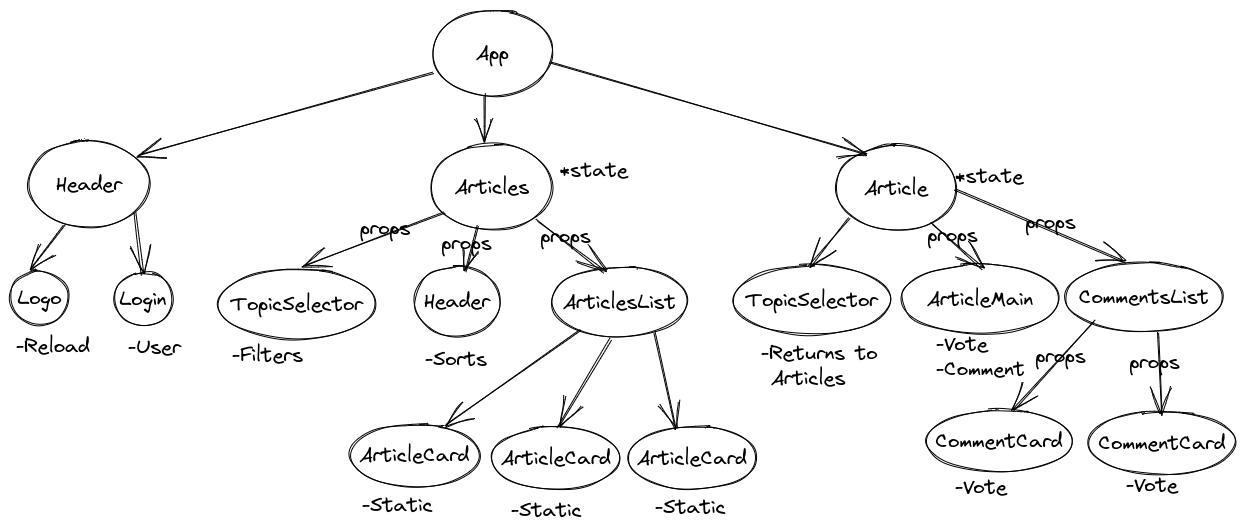 App
Header
Articles
*state
Article
*state
props
props
props
props
props
Logo
Login
TopicSelector
Header
ArticlesList
TopicSelector
ArticleMain
CommentsList
-Reload
-User
-Filters
-Sorts
-Returns to
Articles
-Vote
-Comment
props
props
ArticleCard
ArticleCard
ArticleCard
CommentCard
CommentCard
-Static
-Static
-Static
-Vote
-Vote